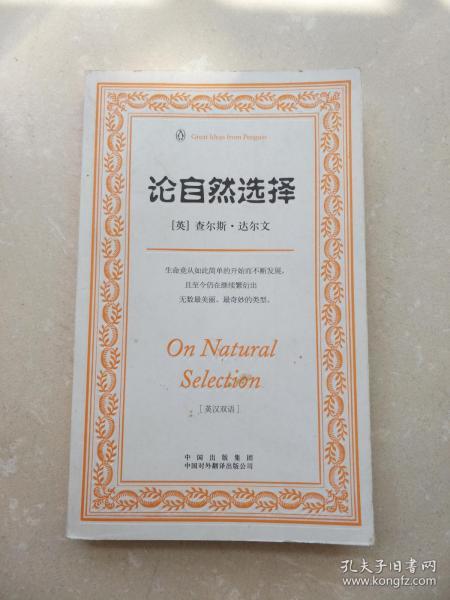 Great Ideas from Penguin
论自然选择
[英] 查尔斯·达尔文
生命竟从如此简单的开始而不断发展，
且至今仍在继续繁衍出
无数最美丽、最奇妙的类型。
On Natural
Selection
[英汉双语]
中国出版集团
中国对外翻译出版公司
孔夫子旧书网
www.kongfz.com